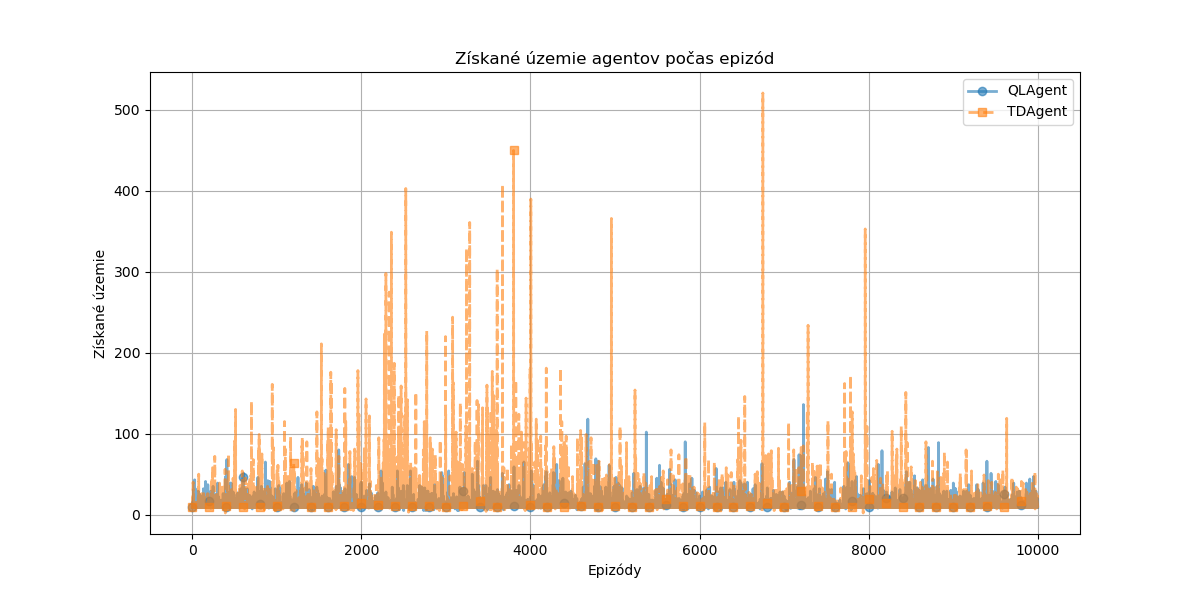 Získané územie agentov počas epizód
QLAgent
TDAgent
Získané územie
500
400
300
200
100
0
0 2000 4000 6000 8000 10000
Epizódy